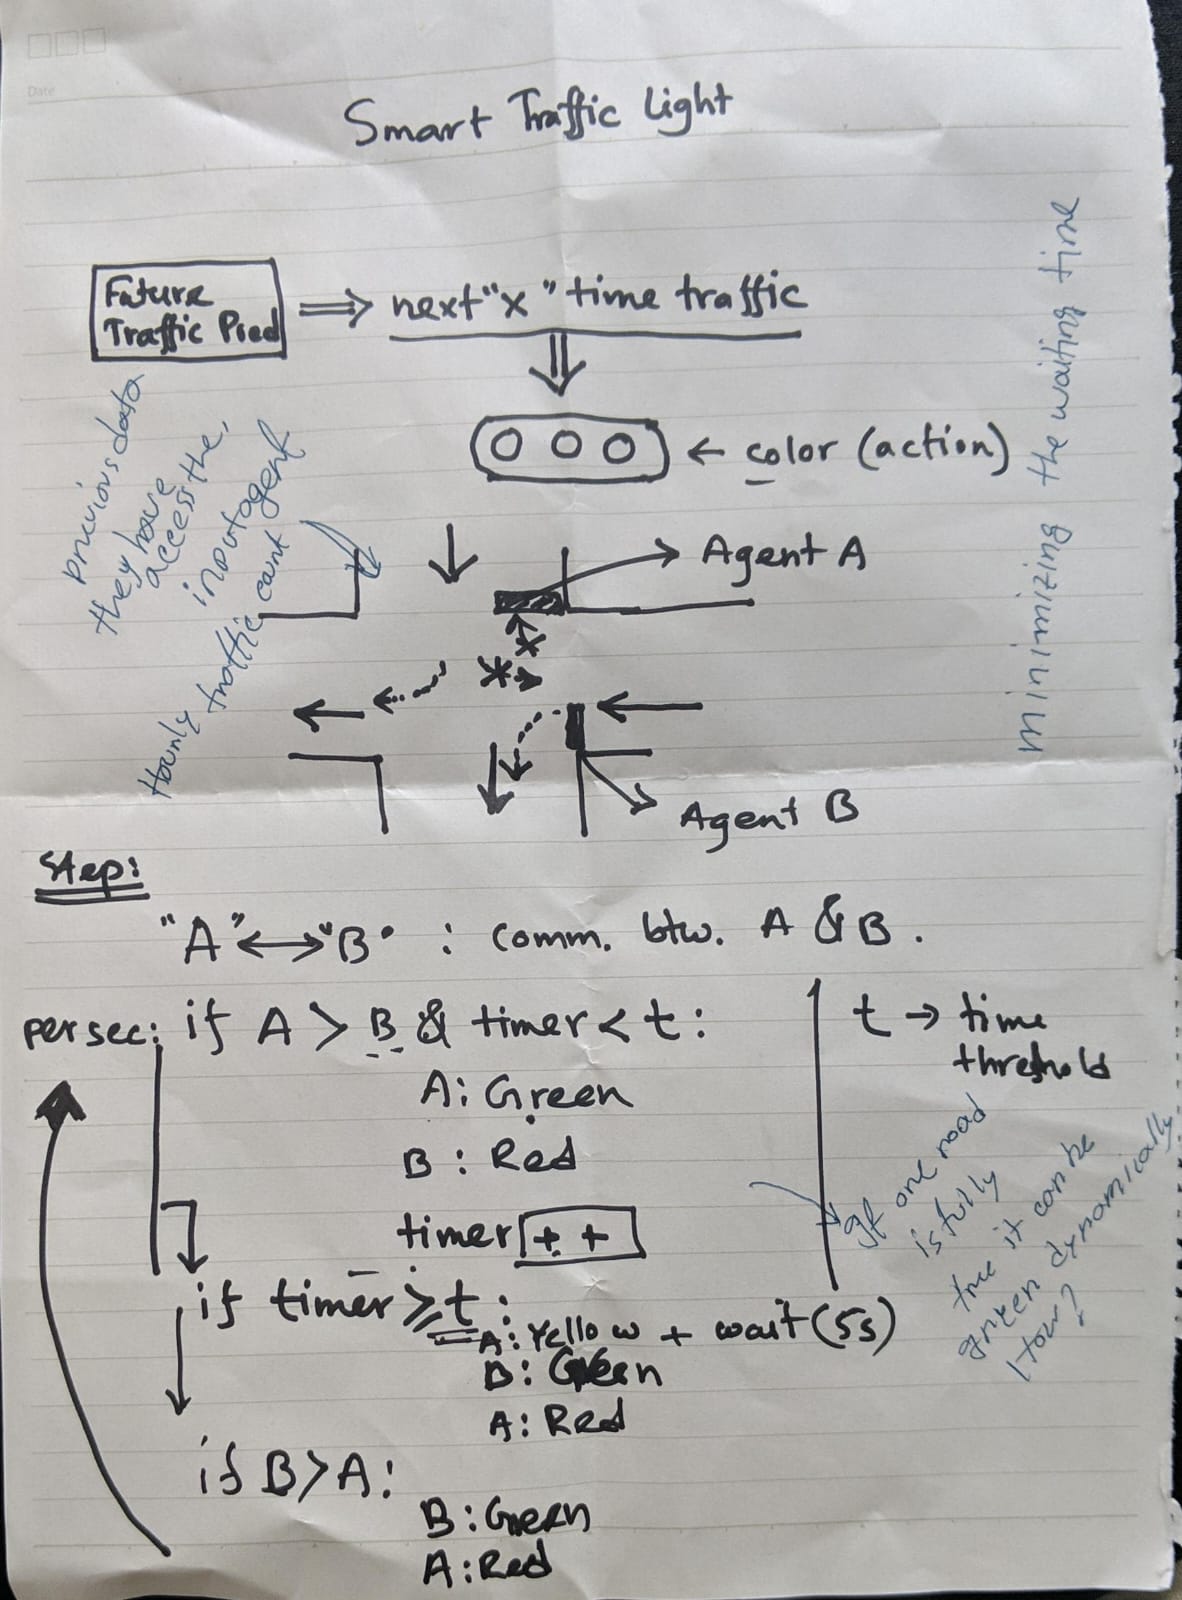 Date
Smart Traffic Light
Future
Traffic Pred
⇒ next "x" time traffic
← color (action)
minimizing the waiting time
previous data
they have
access the,
inout agent
Hourly traffic count
Agent A
Agent B
Step:
"A" ↔ "B" : comm. btw. A & B.
per sec: if A > B & timer < t:
A: Green
B: Red
timer ++
t → time
threshold
If one road
is fully
it can be
green dynamically
How?
if timer ≥ t:
A: Yellow + wait (5s)
B: Green
A: Red
if B > A:
B: Green
A: Red